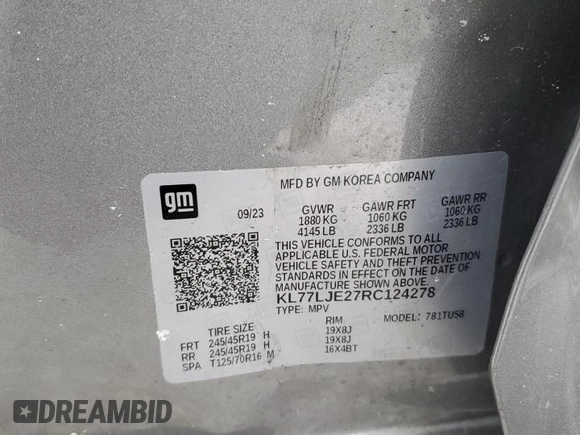 MFD BY GM KOREA COMPANY
gm
09/23
GVWR GAWR FRT GAWR RR
1880 KG 1060 KG 1060 KG
4145 LB 2336 LB 2336 LB
THIS VEHICLE CONFORMS TO ALL
APPLICABLE U.S. FEDERAL MOTOR
VEHICLE SAFETY AND THEFT PREVENTION
STANDARDS IN EFFECT ON THE DATE OF
MANUFACTURE SHOWN ABOVE.
KL77LJE27RC124278
TYPE: MPV MODEL: 781TU58
TIRE SIZE RIM
FRT 245/45R19 H 19X8J
RR 245/45R19 H 19X8J
SPA T125/70R16 M 16X4BT
DREAMBID